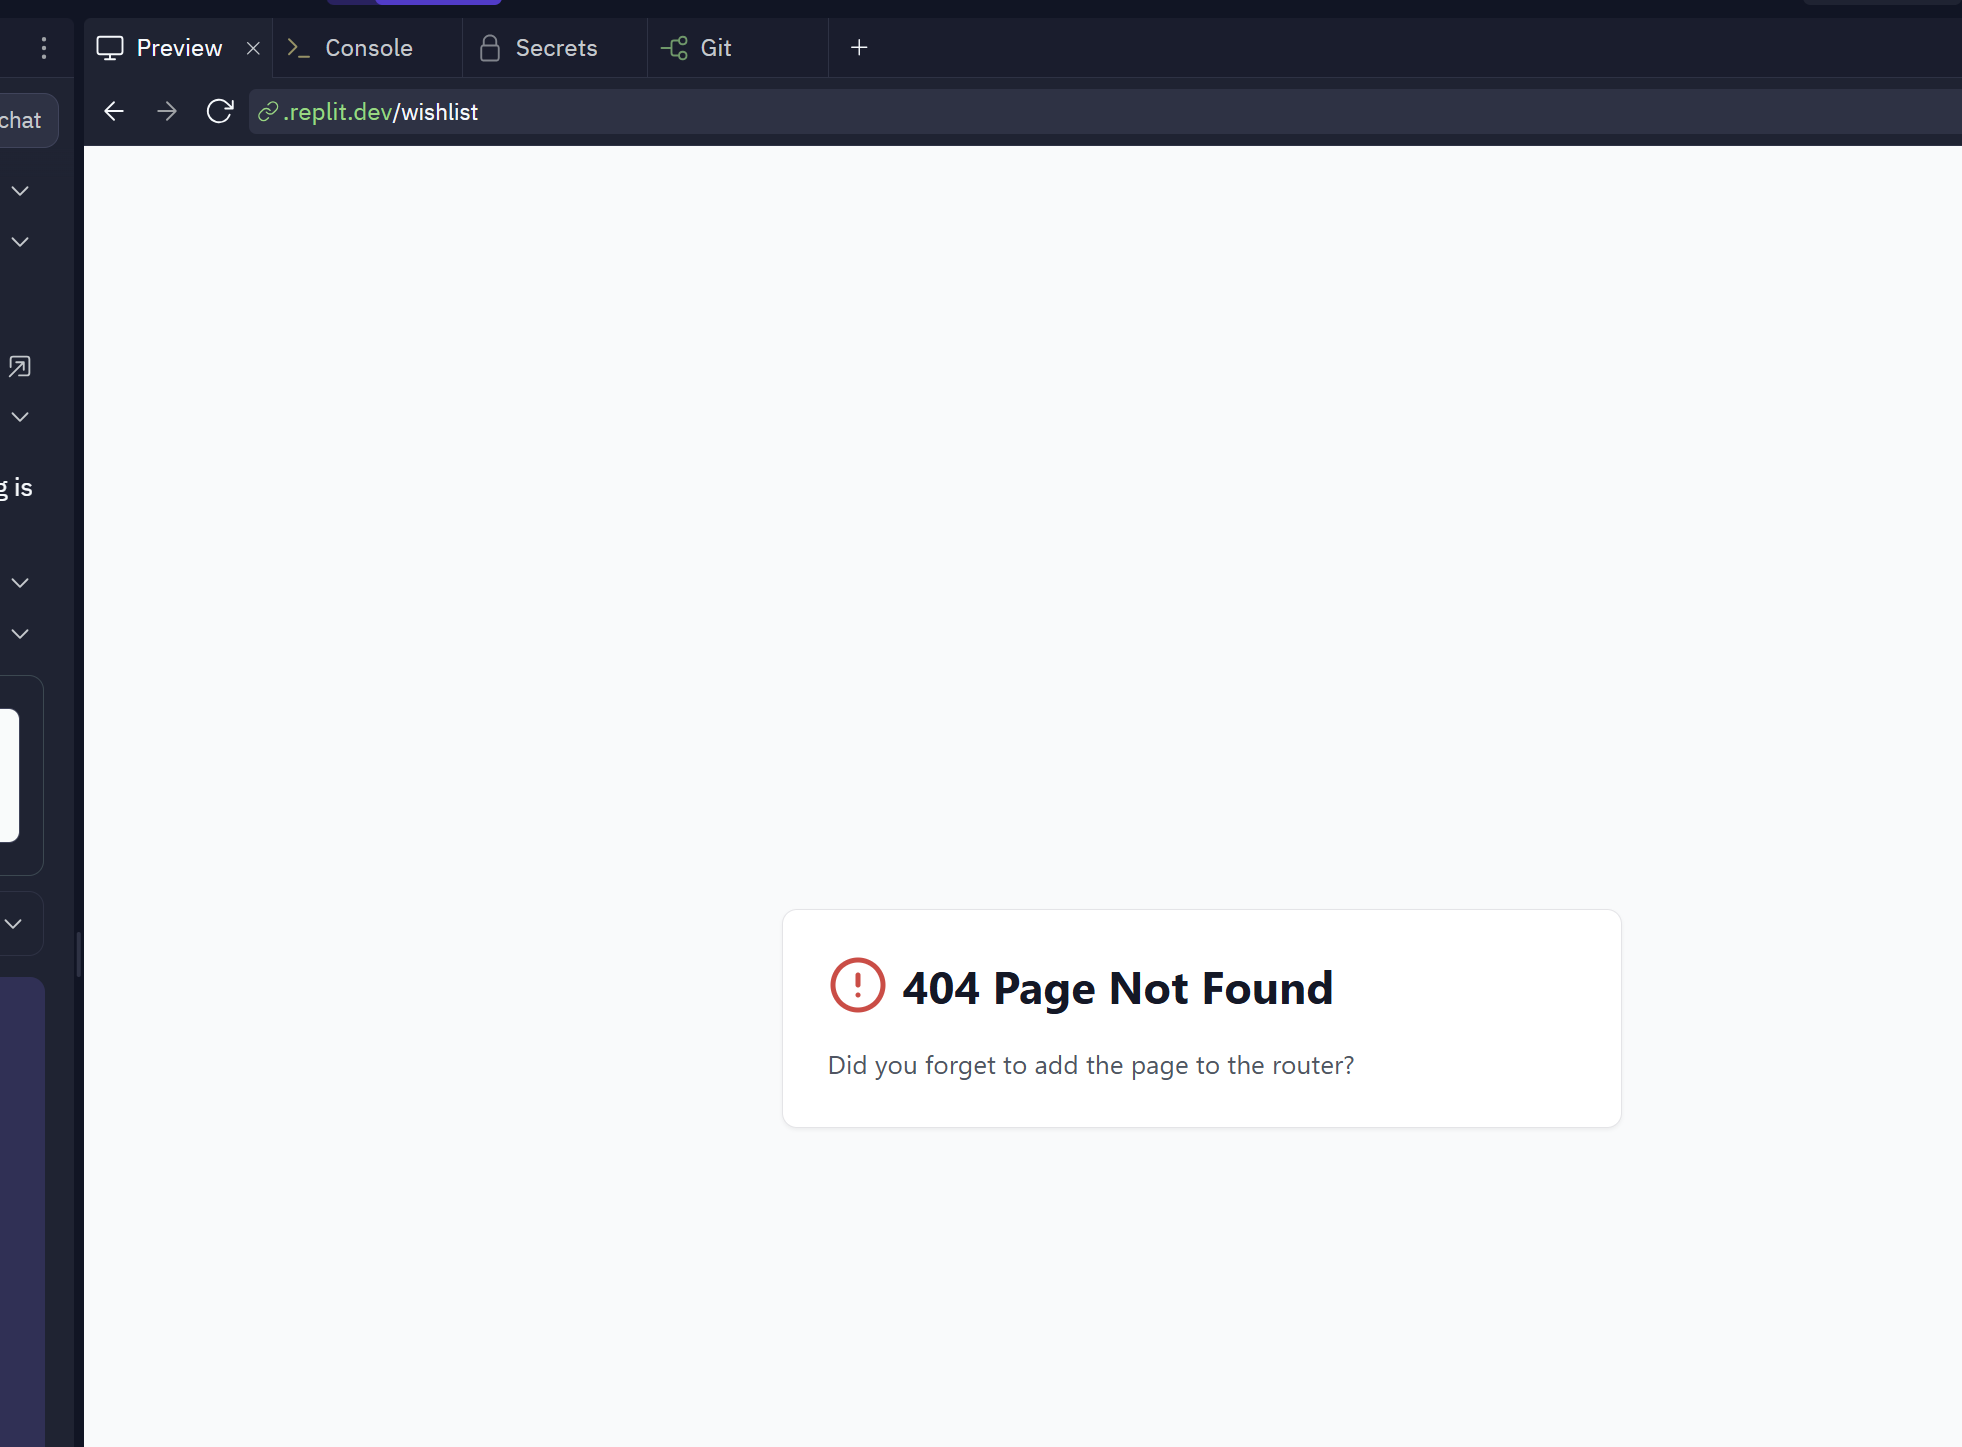 Preview
Console
Secrets
Git
chat
.replit.dev/wishlist
g is
404 Page Not Found
Did you forget to add the page to the router?